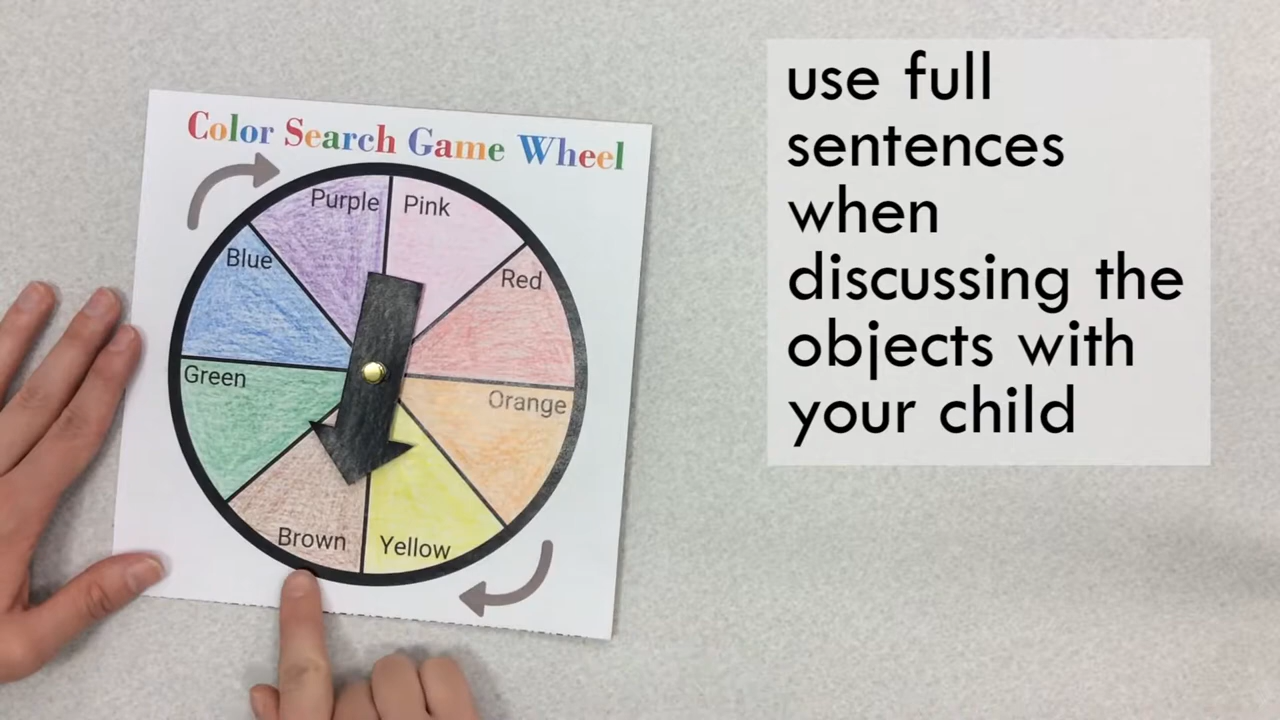 Color Search Game Wheel
Purple
Pink
Blue
Red
Green
Orange
Brown
Yellow
use full
sentences
when
discussing the
objects with
your child